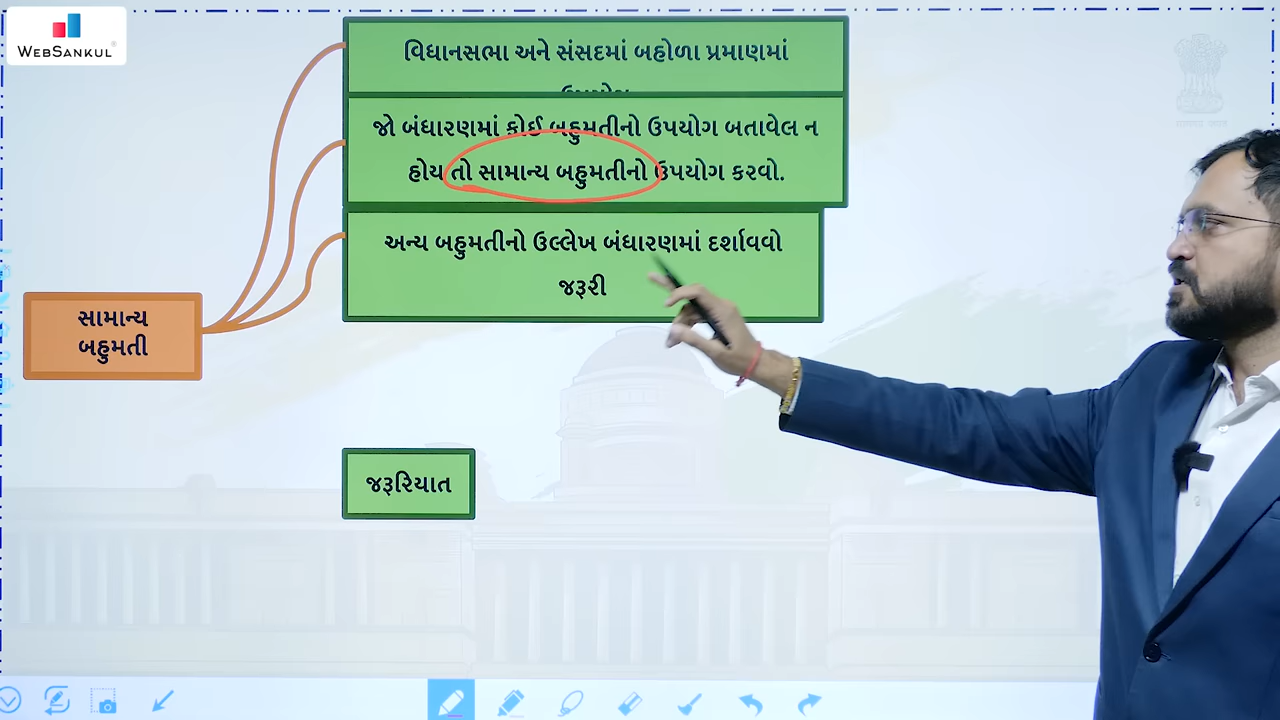 WEBSANKUL
વિધાનસભા અને સંસદમાં બહોળા પ્રમાણમાં
જો બંધારણમાં કોઈ બહુમતીનો ઉપયોગ બતાવેલ ન
હોય તો સામાન્ય બહુમતીનો ઉપયોગ કરવો.
અન્ય બહુમતીનો ઉલ્લેખ બંધારણમાં દર્શાવવો
જરૂરી
સામાન્ય
બહુમતી
જરૂરિયાત